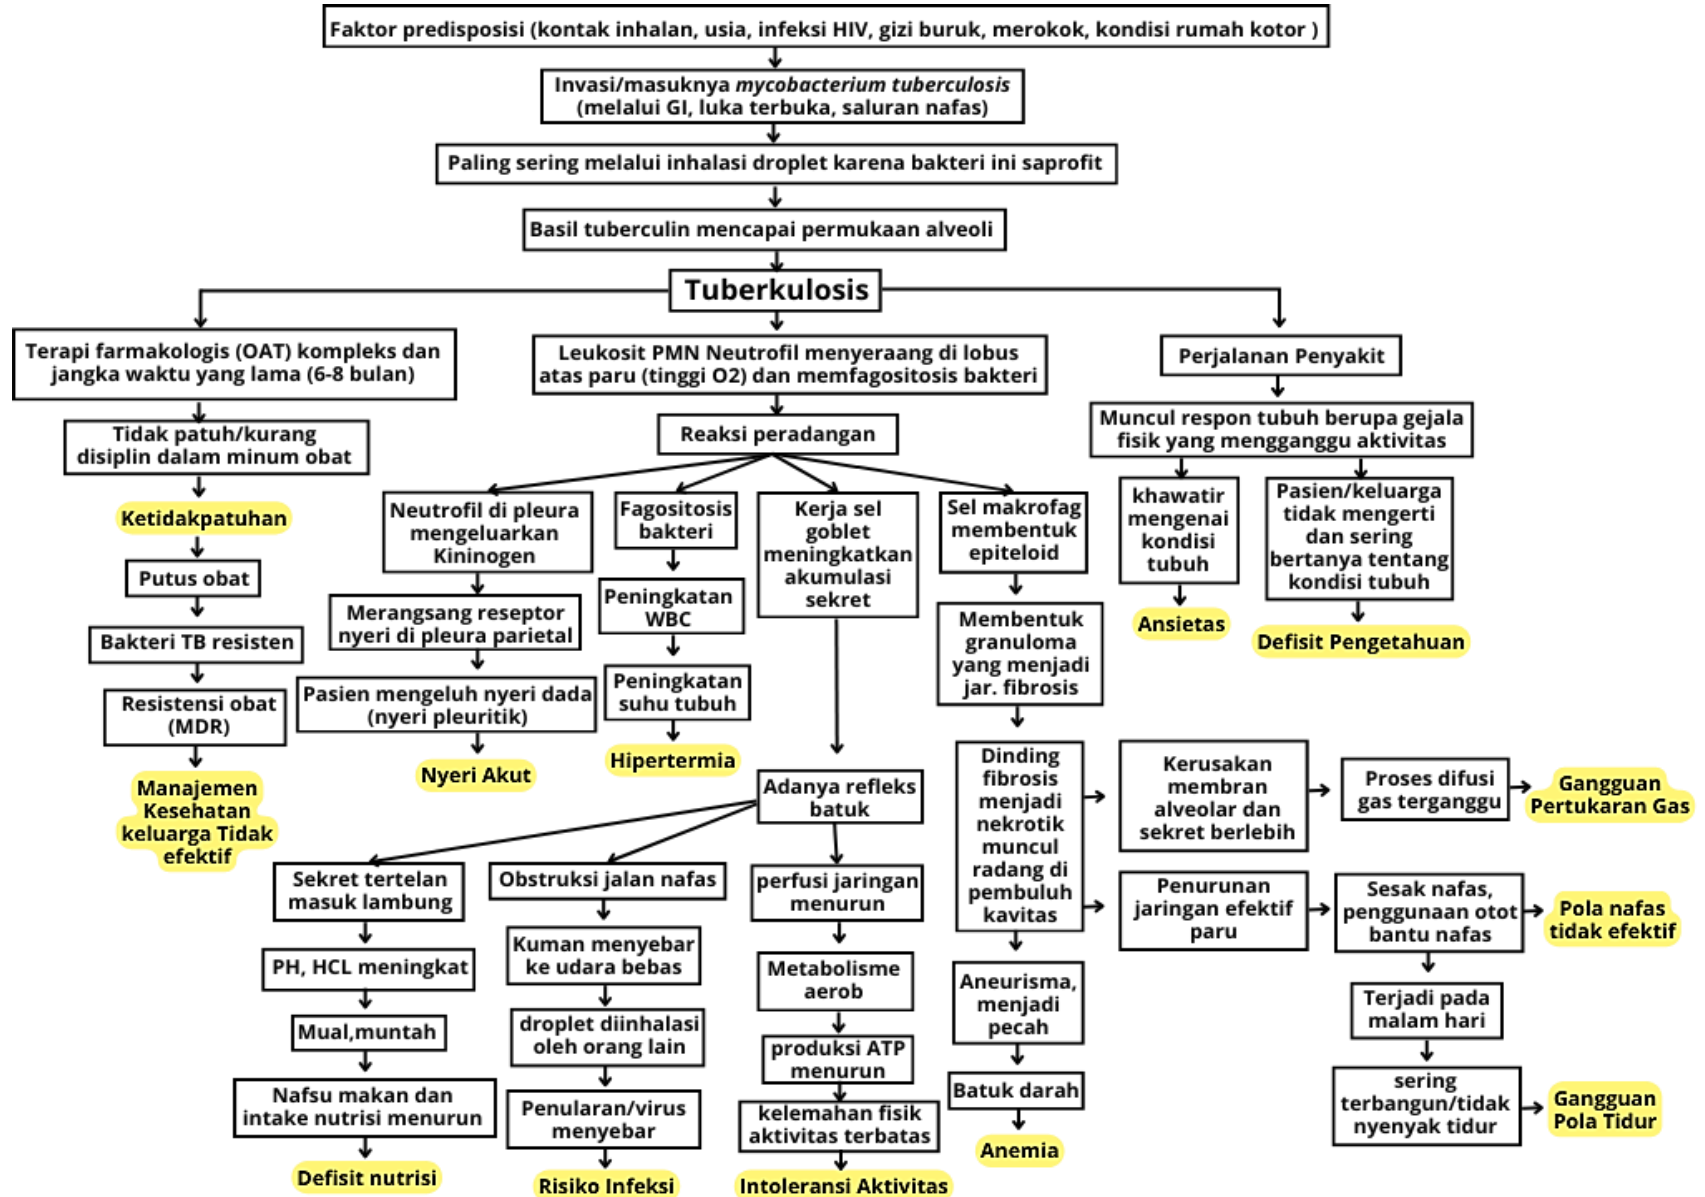 Faktor predisposisi (kontak inhalan, usia, infeksi HIV, gizi buruk, merokok, kondisi rumah kotor )
Invasi/masuknya mycobacterium tuberculosis
(melalui GI, luka terbuka, saluran nafas)
Paling sering melalui inhalasi droplet karena bakteri ini saprofit
Basil tuberculin mencapai permukaan alveoli
Tuberkulosis
Terapi farmakologis (OAT) kompleks dan
jangka waktu yang lama (6-8 bulan)
Tidak patuh/kurang
disiplin dalam minum obat
Ketidakpatuhan
Putus obat
Bakteri TB resisten
Resistensi obat
(MDR)
Manajemen
Kesehatan
keluarga Tidak
efektif
Leukosit PMN Neutrofil menyeraang di lobus
atas paru (tinggi O2) dan memfagositosis bakteri
Reaksi peradangan
Neutrofil di pleura
mengeluarkan
Kininogen
Merangsang reseptor
nyeri di pleura parietal
Pasien mengeluh nyeri dada
(nyeri pleuritik)
Nyeri Akut
Fagositosis
bakteri
Peningkatan
WBC
Peningkatan
suhu tubuh
Hipertermia
Kerja sel
goblet
meningkatkan
akumulasi
sekret
Adanya refleks
batuk
Sekret tertelan
masuk lambung
PH, HCL meningkat
Mual,muntah
Nafsu makan dan
intake nutrisi menurun
Defisit nutrisi
Obstruksi jalan nafas
Kuman menyebar
ke udara bebas
droplet diinhalasi
oleh orang lain
Penularan/virus
menyebar
Risiko Infeksi
perfusi jaringan
menurun
Metabolisme
aerob
produksi ATP
menurun
kelemahan fisik
aktivitas terbatas
Intoleransi Aktivitas
Sel makrofag
membentuk
epiteloid
Membentuk
granuloma
yang menjadi
jar. fibrosis
Dinding
fibrosis
menjadi
nekrotik
muncul
radang di
pembuluh
kavitas
Aneurisma,
menjadi
pecah
Batuk darah
Anemia
Kerusakan
membran
alveolar dan
sekret berlebih
Proses difusi
gas terganggu
Gangguan
Pertukaran Gas
Penurunan
jaringan efektif
paru
Sesak nafas,
penggunaan otot
bantu nafas
Pola nafas
tidak efektif
Terjadi pada
malam hari
sering
terbangun/tidak
nyenyak tidur
Gangguan
Pola Tidur
Perjalanan Penyakit
Muncul respon tubuh berupa gejala
fisik yang mengganggu aktivitas
khawatir
mengenai
kondisi
tubuh
Ansietas
Pasien/keluarga
tidak mengerti
dan sering
bertanya tentang
kondisi tubuh
Defisit Pengetahuan